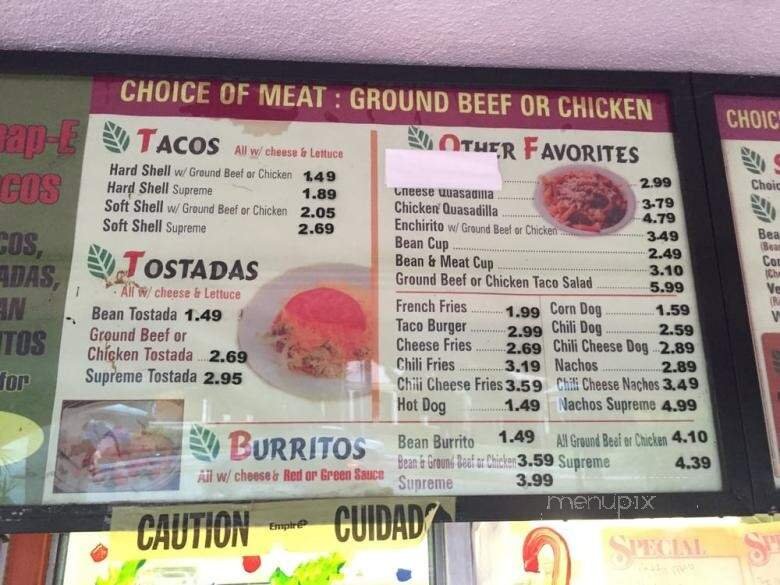 CHOICE OF MEAT : GROUND BEEF OR CHICKEN
TACOS All w/ cheese & Lettuce
Hard Shell w/ Ground Beef or Chicken 1.49
Hard Shell Supreme 1.89
Soft Shell w/ Ground Beef or Chicken 2.05
Soft Shell Supreme 2.69
TOSTADAS
All w/ cheese & Lettuce
Bean Tostada 1.49
Ground Beef or
Chicken Tostada 2.69
Supreme Tostada 2.95
OTHER FAVORITES
2.99
Cheese Quasadilla 3.79
Chicken Quasadilla 4.79
Enchirito w/ Ground Beef or Chicken 3.49
Bean Cup 2.49
Bean & Meat Cup 3.10
Ground Beef or Chicken Taco Salad 5.99
French Fries 1.99
Taco Burger 2.99
Cheese Fries 2.69
Chili Fries 3.19
Chili Cheese Fries 3.59
Hot Dog 1.49
Corn Dog 1.59
Chili Dog 2.59
Chili Cheese Dog 2.89
Nachos 2.89
Chili Cheese Nachos 3.49
Nachos Supreme 4.99
BURRITOS
All w/ cheese & Red or Green Sauce
Bean Burrito 1.49
Bean & Ground Beef or Chicken 3.59
Supreme 3.99
All Ground Beef or Chicken 4.10
Supreme 4.39
menupix
CAUTION Empire CUIDAD
SPECIAL
for